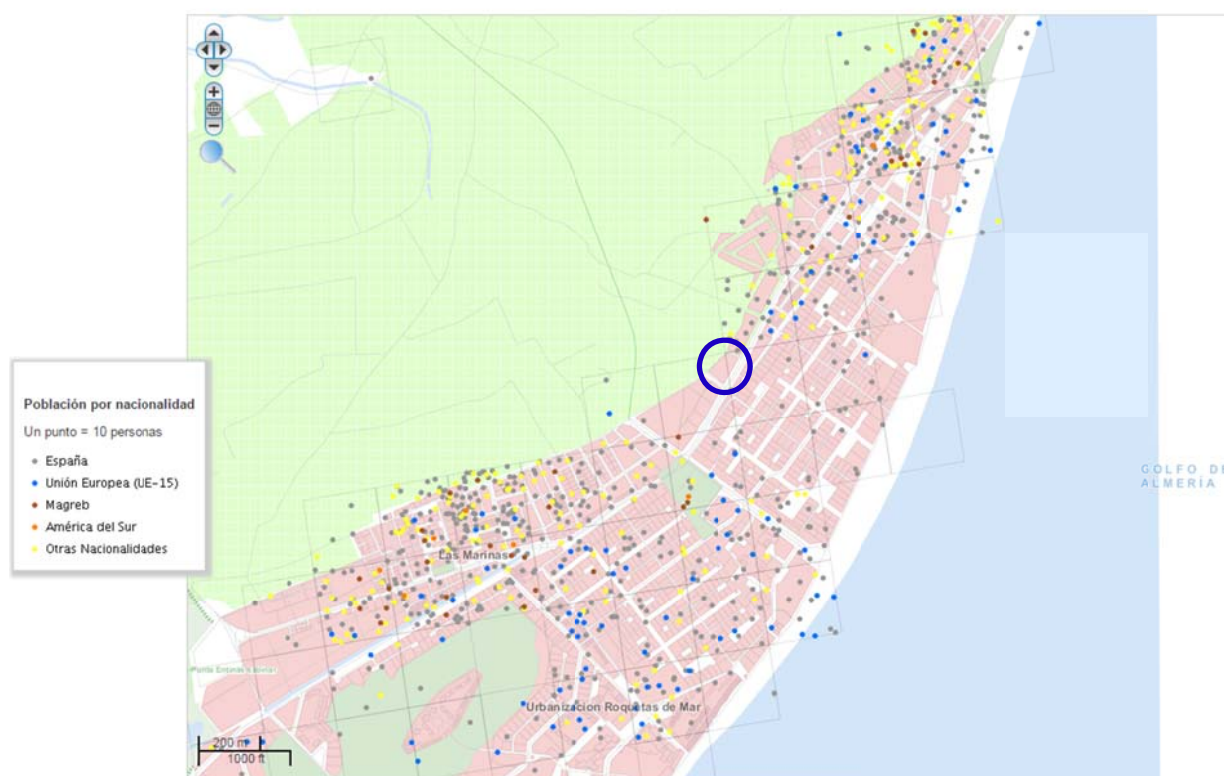 Población por nacionalidad
Un punto = 10 personas
España
Unión Europea (UE-15)
Magreb
América del Sur
Otras Nacionalidades
GOLFO DE
ALMERÍA
Las Marinas
Urbanizacion Roquetas de Mar
200 m
1000 ft